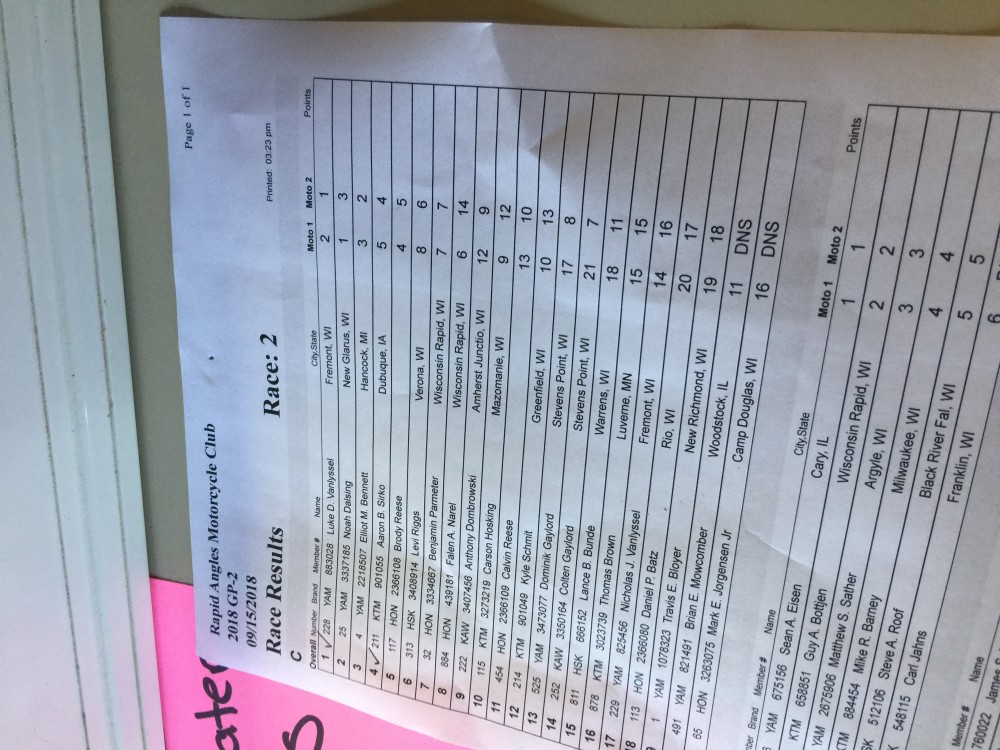 Page 1 of 1
Rapid Angles Motorcycle Club
2018 GP-2
09/15/2018
Printed: 03:23 pm
Race Results Race: 2
C
Overall Number Brand Member # Name City,State Moto 1 Moto 2 Points
1 228 YAM 883028 Luke D. Vanlyssel Fremont, WI 2 1
2 25 YAM 3337185 Noah Dalsing New Glarus, WI 1 3
3 4 YAM 2218507 Elliot M. Bennett Hancock, MI 3 2
4 211 KTM 901055 Aaron B. Sirko Dubuque, IA 5 4
5 117 HON 2366108 Brody Reese 4 5
6 313 HSK 3408914 Levi Riggs Verona, WI 8 6
7 32 HON 3334667 Benjamin Parmeter Wisconsin Rapid, WI 7 7
8 884 HON 439181 Falen A. Narel Wisconsin Rapid, WI 6 14
9 222 KAW 3407456 Anthony Dombrowski Amherst Junctio, WI 12 9
10 115 KTM 3273219 Carson Hosking Mazomanie, WI 9 12
11 454 HON 2366109 Calvin Reese 13 10
12 214 KTM 901049 Kyle Schmit Greenfield, WI 10 13
13 525 YAM 3473077 Dominik Gaylord Stevens Point, WI 17 8
14 252 KAW 3350164 Colten Gaylord Stevens Point, WI 21 7
15 811 HSK 666152 Lance B. Bunde Warrens, WI 18 11
16 878 KTM 3023739 Thomas Brown Luverne, MN 15 15
17 229 YAM 825456 Nicholas J. Vanlyssel Fremont, WI 14 16
18 113 HON 2366080 Daniel P. Batz Rio, WI 20 17
1 YAM 1078323 Travis E. Bloyer New Richmond, WI 19 18
491 YAM 621491 Brian E. Mowcomber Woodstock, IL 11 DNS
65 HON 3263075 Mark E. Jorgensen Jr Camp Douglas, WI 16 DNS
Brand Member # Name City,State Moto 1 Moto 2 Points
YAM 675156 Sean A. Eisen Cary, IL 1 1
KTM 658851 Guy A. Bottjen Wisconsin Rapid, WI 2 2
YAM 2675906 Matthew S. Sather Argyle, WI 3 3
884454 Mike R. Barney Milwaukee, WI 4 4
512106 Steve A. Roof Black River Fal, WI 5 5
548115 Carl Jahns Franklin, WI 6
Member # Name